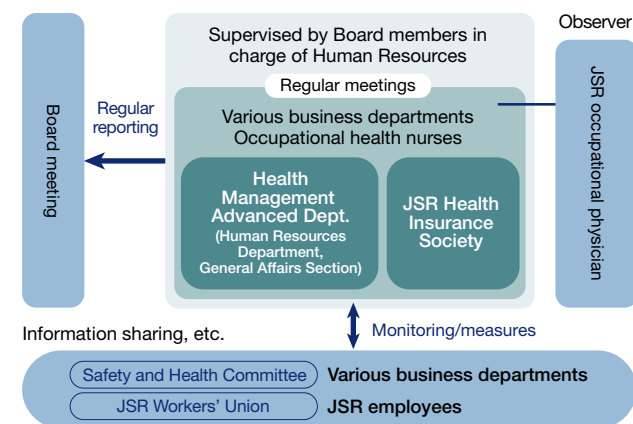 Observer
Supervised by Board members in
charge of Human Resources
Regular meetings
Board meeting
Regular
reporting
Various business departments
Occupational health nurses
JSR occupational physician
Health
Management
Advanced Dept.
(Human Resources
Department,
General Affairs Section)
JSR Health
Insurance
Society
Information sharing, etc.
Monitoring/measures
Safety and Health Committee Various business departments
JSR Workers' Union JSR employees